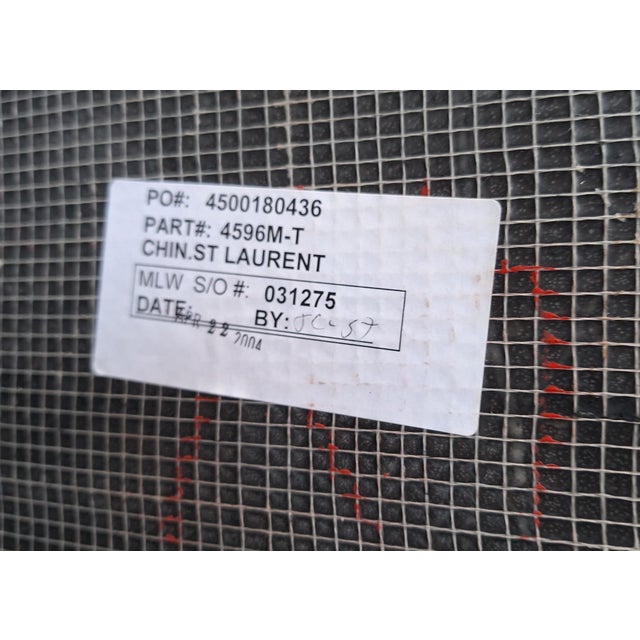 PO#: 4500180436
PART#: 4596M-T
CHIN.ST LAURENT
MLW S/O #: 031275
DATE: APR 22 2004 BY: